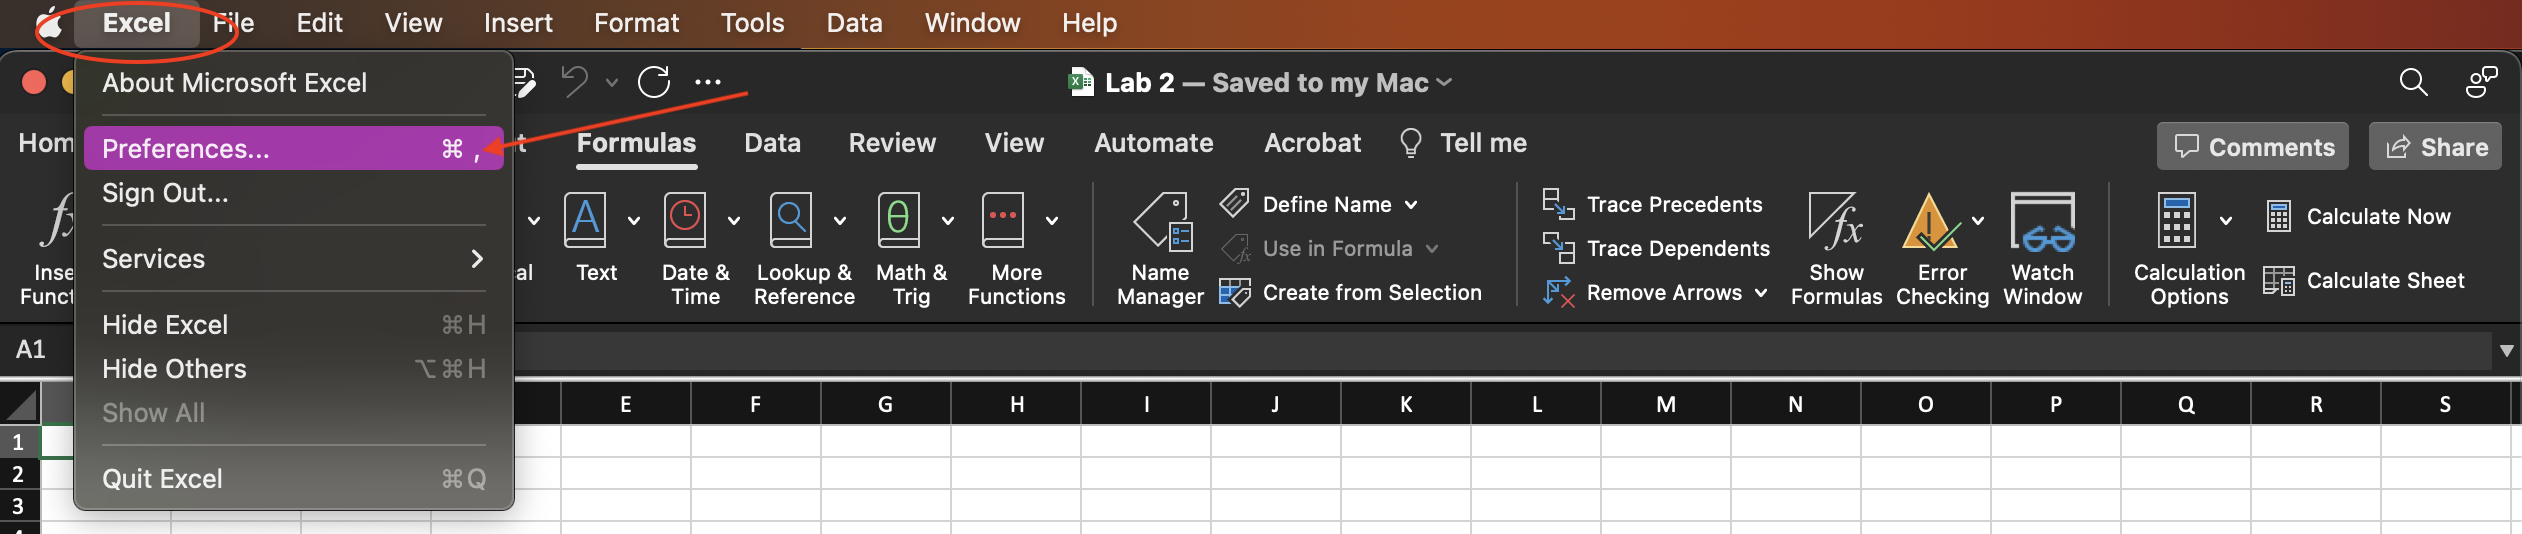 Excel File Edit View Insert Format Tools Data Window Help
About Microsoft Excel
Preferences... ⌘ ,
Sign Out...
Services
Hide Excel ⌘H
Hide Others ⌥⌘H
Show All
Quit Excel ⌘Q
Lab 2 — Saved to my Mac
Formulas Data Review View Automate Acrobat Tell me
Comments Share
Text
Date & Time
Lookup & Reference
Math & Trig
More Functions
Name Manager
Define Name
Use in Formula
Create from Selection
Trace Precedents
Trace Dependents
Remove Arrows
Show Formulas
Error Checking
Watch Window
Calculation Options
Calculate Now
Calculate Sheet
A1
E F G H I J K L M N O P Q R S
1
2
3